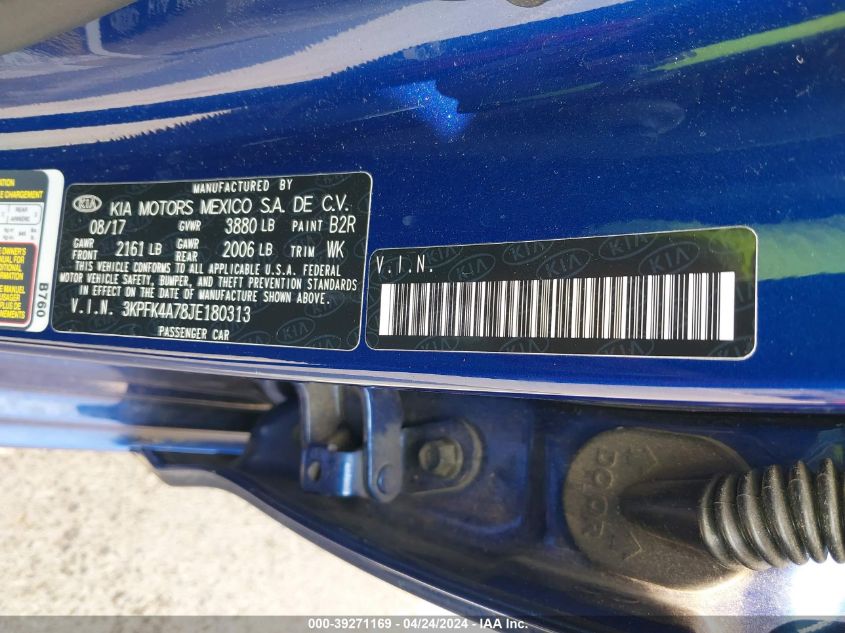 MANUFACTURED BY
KIA KIA MOTORS MEXICO S.A. DE C.V.
08/17 GVWR 3880 LB PAINT B2R
GAWR FRONT 2161 LB GAWR REAR 2006 LB TRIM WK
THIS VEHICLE CONFORMS TO ALL APPLICABLE U.S.A. FEDERAL
MOTOR VEHICLE SAFETY, BUMPER, AND THEFT PREVENTION STANDARDS
IN EFFECT ON THE DATE OF MANUFACTURE SHOWN ABOVE.
V.I.N. 3KPFK4A78JE180313
PASSENGER CAR
B760
V.I.N.
KIA
DOOR
000-39271169 / 04/24/2024 - IAA Inc.